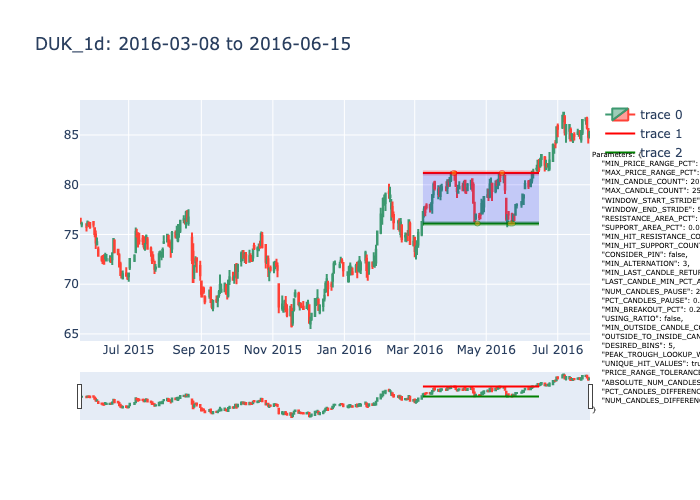 DUK_1d: 2016-03-08 to 2016-06-15
85
80
75
70
65
Jul 2015
Sep 2015
Nov 2015
Jan 2016
Mar 2016
May 2016
Jul 2016
trace 0
trace 1
trace 2
Parameters: {
"MIN_PRICE_RANGE_PCT":
"MAX_PRICE_RANGE_PCT":
"MIN_CANDLE_COUNT": 20
"MAX_CANDLE_COUNT": 25
"WINDOW_START_STRIDE"
"WINDOW_END_STRIDE": 5
"RESISTANCE_AREA_PCT":
"SUPPORT_AREA_PCT": 0.0
"MIN_HIT_RESISTANCE_CO
"MIN_HIT_SUPPORT_COUNT
"CONSIDER_PIN": false,
"MIN_ALTERNATION": 3,
"MIN_LAST_CANDLE_RETUR
"LAST_CANDLE_MIN_PCT_A
"NUM_CANDLES_PAUSE": 2
"PCT_CANDLES_PAUSE": 0.
"MIN_BREAKOUT_PCT": 0.2
"USING_RATIO": false,
"MIN_OUTSIDE_CANDLE_CO
"OUTSIDE_TO_INSIDE_CAN
"DESIRED_BINS": 5,
"PEAK_TROUGH_LOOKUP_W
"UNIQUE_HIT_VALUES": tru
"PRICE_RANGE_TOLERANC
"ABSOLUTE_NUM_CANDLES
"PCT_CANDLES_DIFFERENC
"NUM_CANDLES_DIFFEREN
}